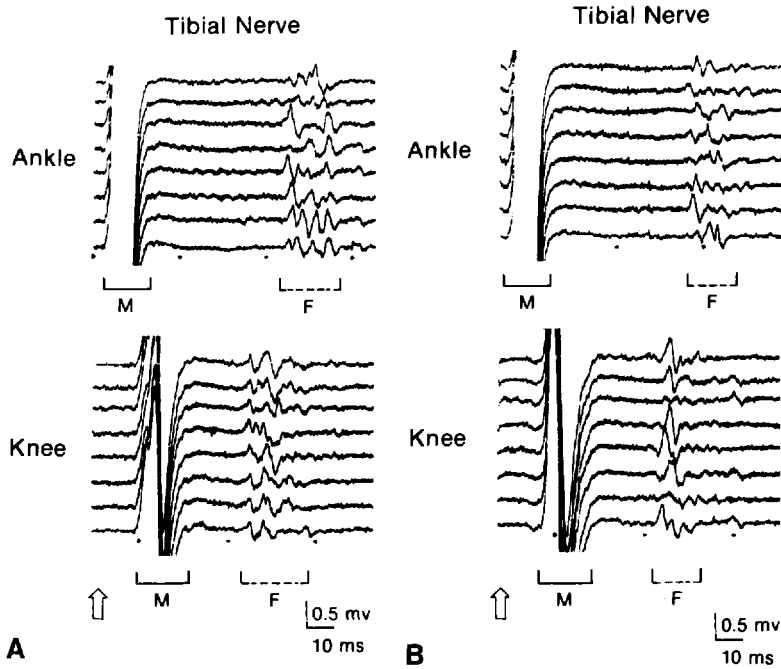 Tibial Nerve
Ankle
M
F
Knee
M
F
0.5 mv
10 ms
A
Tibial Nerve
Ankle
M
F
Knee
M
F
0.5 mv
10 ms
B